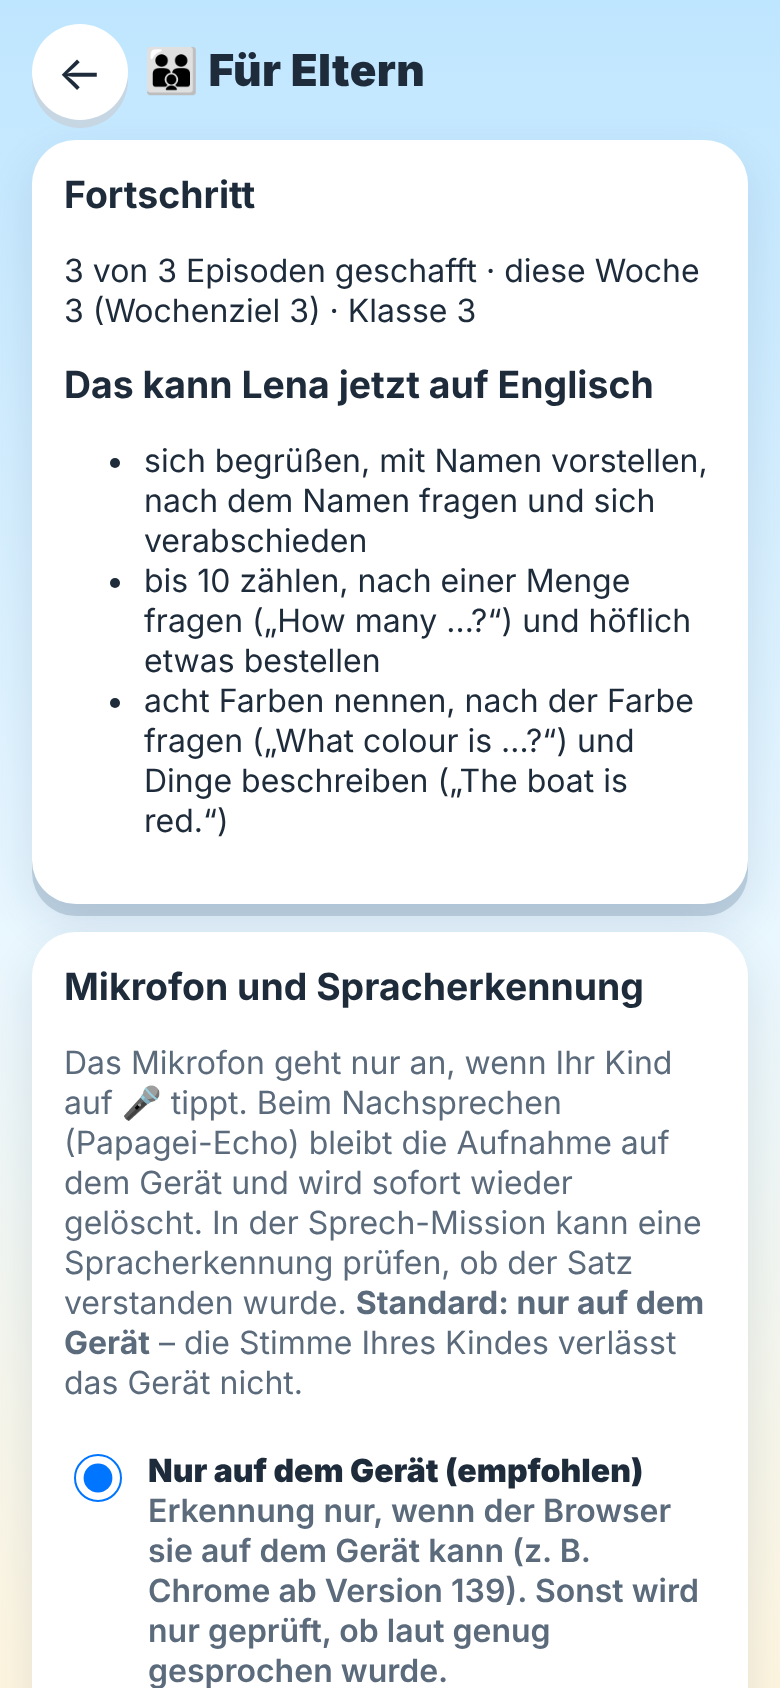 Für Eltern
Fortschritt
3 von 3 Episoden geschafft · diese Woche
3 (Wochenziel 3) · Klasse 3
Das kann Lena jetzt auf Englisch
• sich begrüßen, mit Namen vorstellen,
nach dem Namen fragen und sich
verabschieden
• bis 10 zählen, nach einer Menge
fragen („How many …?“) und höflich
etwas bestellen
• acht Farben nennen, nach der Farbe
fragen („What colour is …?“) und
Dinge beschreiben („The boat is
red.“)
Mikrofon und Spracherkennung
Das Mikrofon geht nur an, wenn Ihr Kind
auf 🎤 tippt. Beim Nachsprechen
(Papagei-Echo) bleibt die Aufnahme auf
dem Gerät und wird sofort wieder
gelöscht. In der Sprech-Mission kann eine
Spracherkennung prüfen, ob der Satz
verstanden wurde. Standard: nur auf dem
Gerät – die Stimme Ihres Kindes verlässt
das Gerät nicht.
Nur auf dem Gerät (empfohlen)
Erkennung nur, wenn der Browser
sie auf dem Gerät kann (z. B.
Chrome ab Version 139). Sonst wird
nur geprüft, ob laut genug
gesprochen wurde.